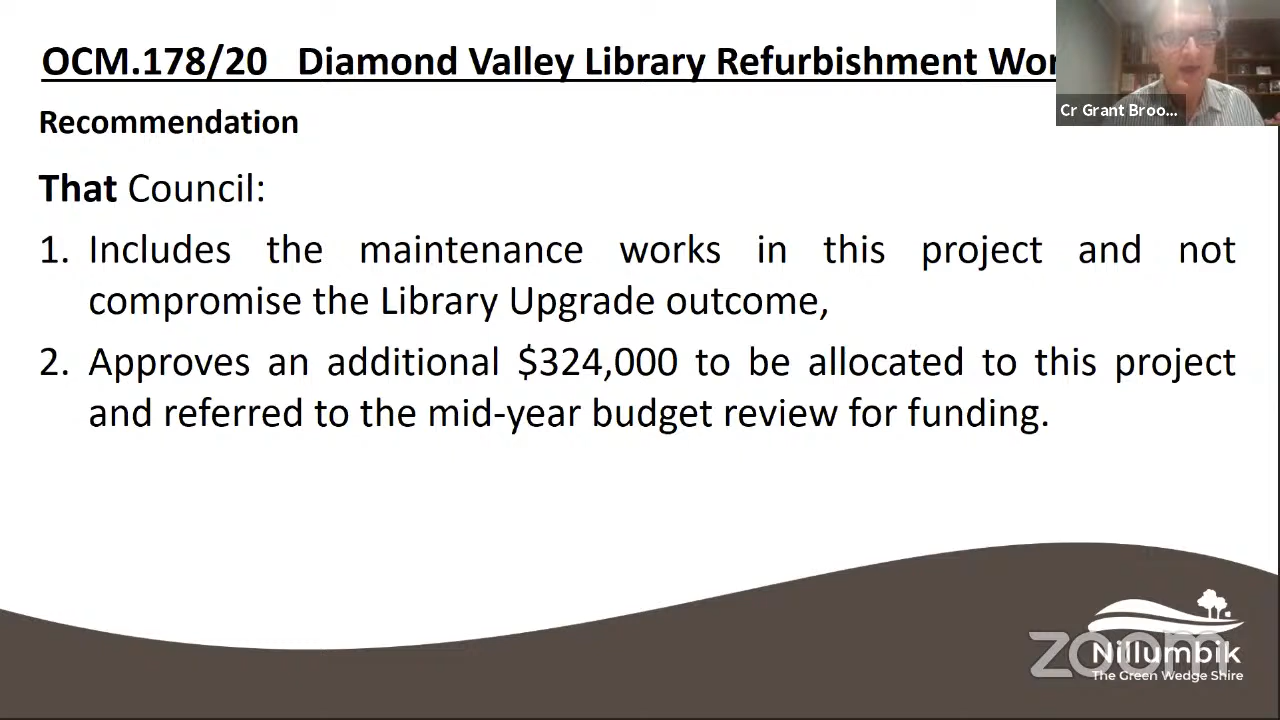 OCM.178/20 Diamond Valley Library Refurbishment Wor
Cr Grant Broo...
Recommendation
That Council:
1. Includes the maintenance works in this project and not
compromise the Library Upgrade outcome,
2. Approves an additional $324,000 to be allocated to this project
and referred to the mid-year budget review for funding.
zoom
Nillumbik
The Green Wedge Shire